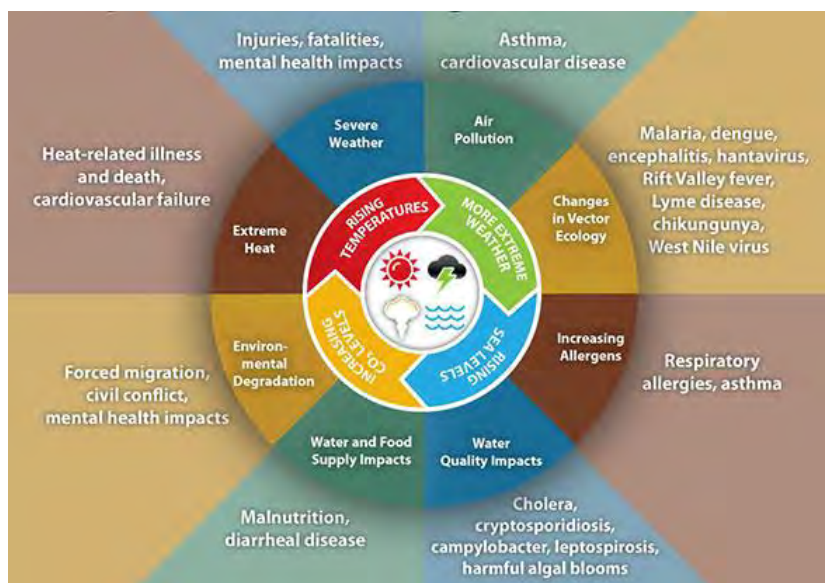 Injuries, fatalities,
mental health impacts
Asthma,
cardiovascular disease
Severe
Weather
Air
Pollution
Heat-related illness
and death,
cardiovascular failure
Malaria, dengue,
encephalitis, hantavirus,
Rift Valley fever,
Lyme disease,
chikungunya,
West Nile virus
Extreme
Heat
Changes
in Vector
Ecology
RISING
TEMPERATURES
MORE EXTREME
WEATHER
INCREASING
CO₂ LEVELS
RISING
SEA LEVELS
Environ-
mental
Degradation
Increasing
Allergens
Forced migration,
civil conflict,
mental health impacts
Respiratory
allergies, asthma
Water and Food
Supply Impacts
Water
Quality Impacts
Malnutrition,
diarrheal disease
Cholera,
cryptosporidiosis,
campylobacter, leptospirosis,
harmful algal blooms